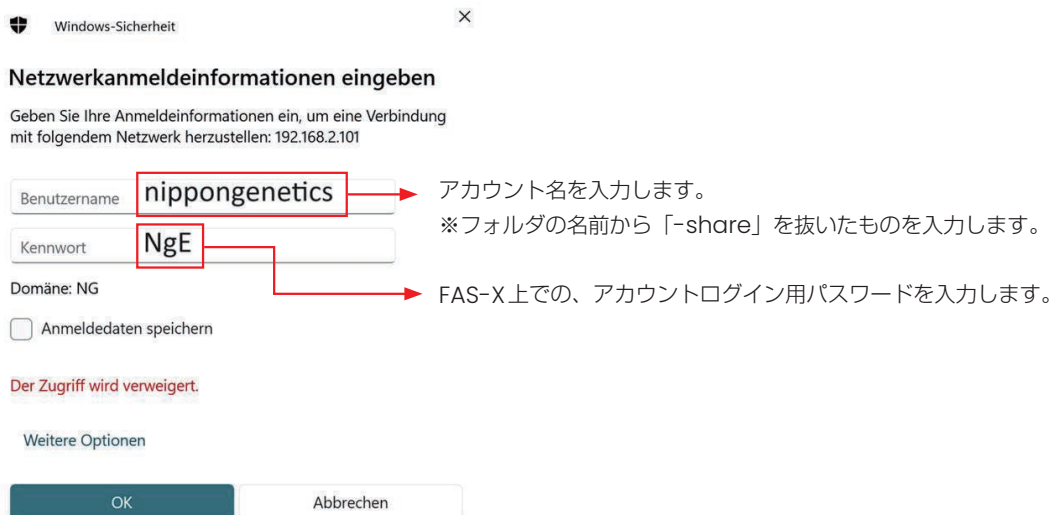 Windows-Sicherheit
Netzwerkanmeldeinformationen eingeben
Geben Sie Ihre Anmeldeinformationen ein, um eine Verbindung
mit folgendem Netzwerk herzustellen: 192.168.2.101
Benutzername nippongenetics
アカウント名を入力します。
※フォルダの名前から「-share」を抜いたものを入力します。
Kennwort NgE
Domäne: NG
FAS-X上での、アカウントログイン用パスワードを入力します。
Anmeldedaten speichern
Der Zugriff wird verweigert.
Weitere Optionen
OK Abbrechen